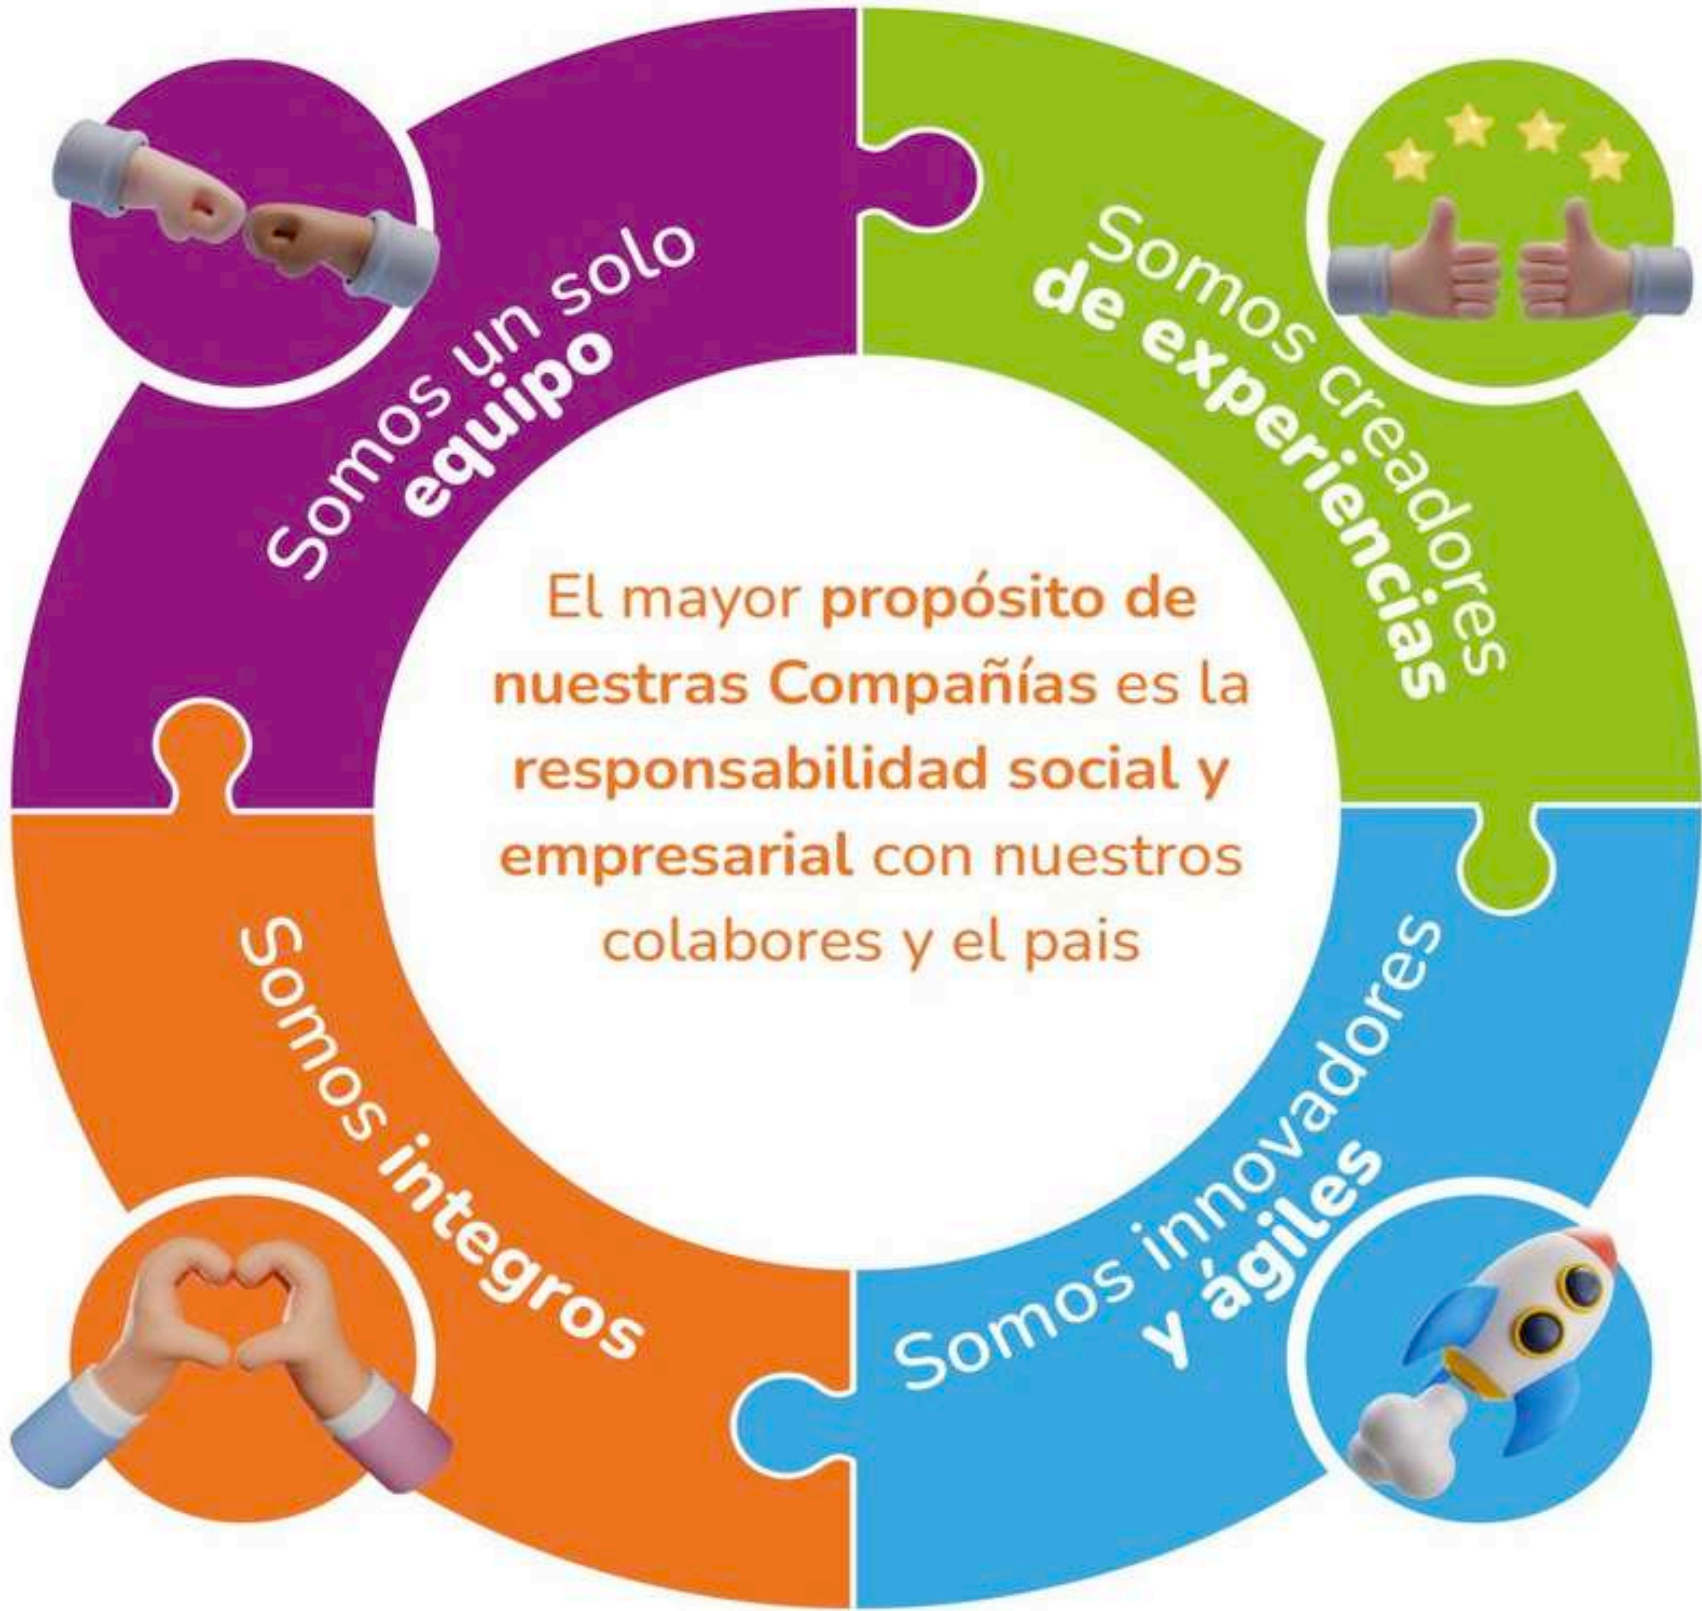 Somos un solo
equipo
Somos creadores
de experiencias
El mayor propósito de
nuestras Compañías es la
responsabilidad social y
empresarial con nuestros
colabores y el pais
Somos integros
Somos innovadores
y ágiles